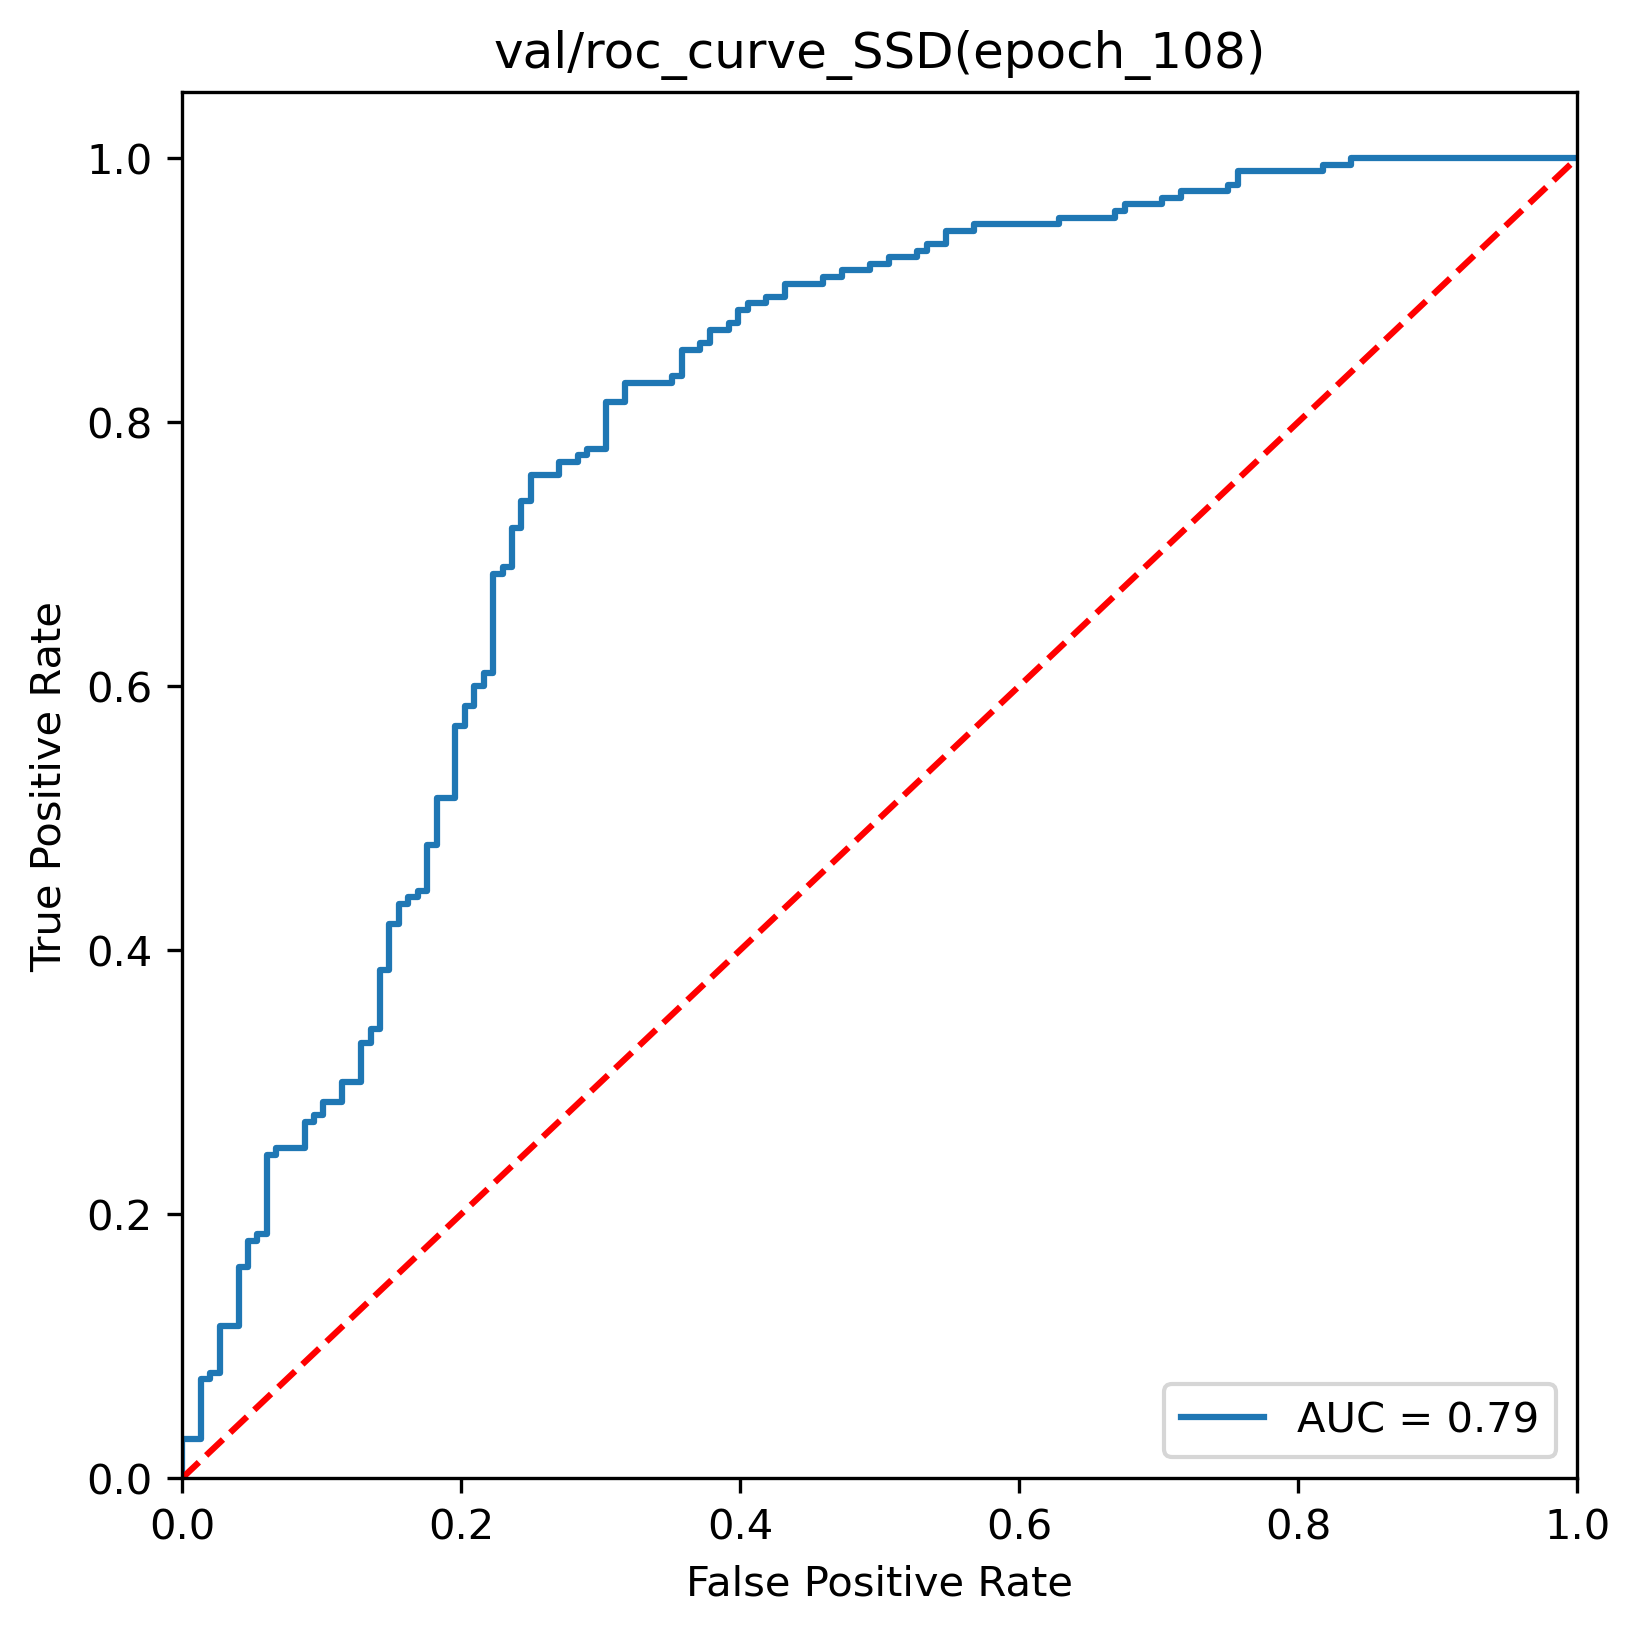 val/roc_curve_SSD(epoch_108)
1.0
0.8
0.6
0.4
0.2
0.0
True Positive Rate
AUC = 0.79
0.0 0.2 0.4 0.6 0.8 1.0
False Positive Rate